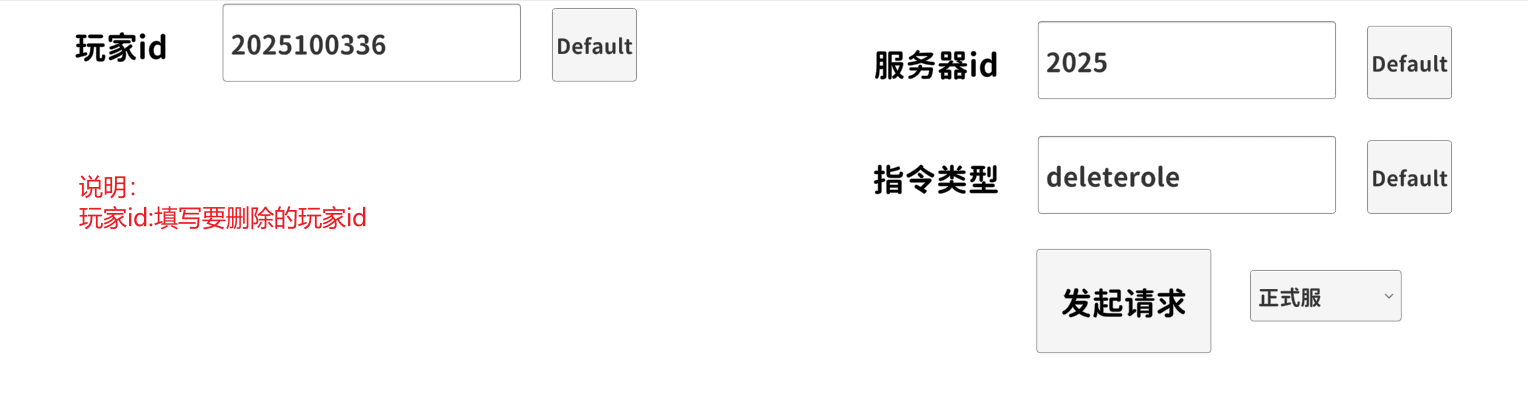 玩家id
2025100336
Default
说明：
玩家id:填写要删除的玩家id
服务器id
2025
Default
指令类型
deleterole
Default
发起请求
正式服